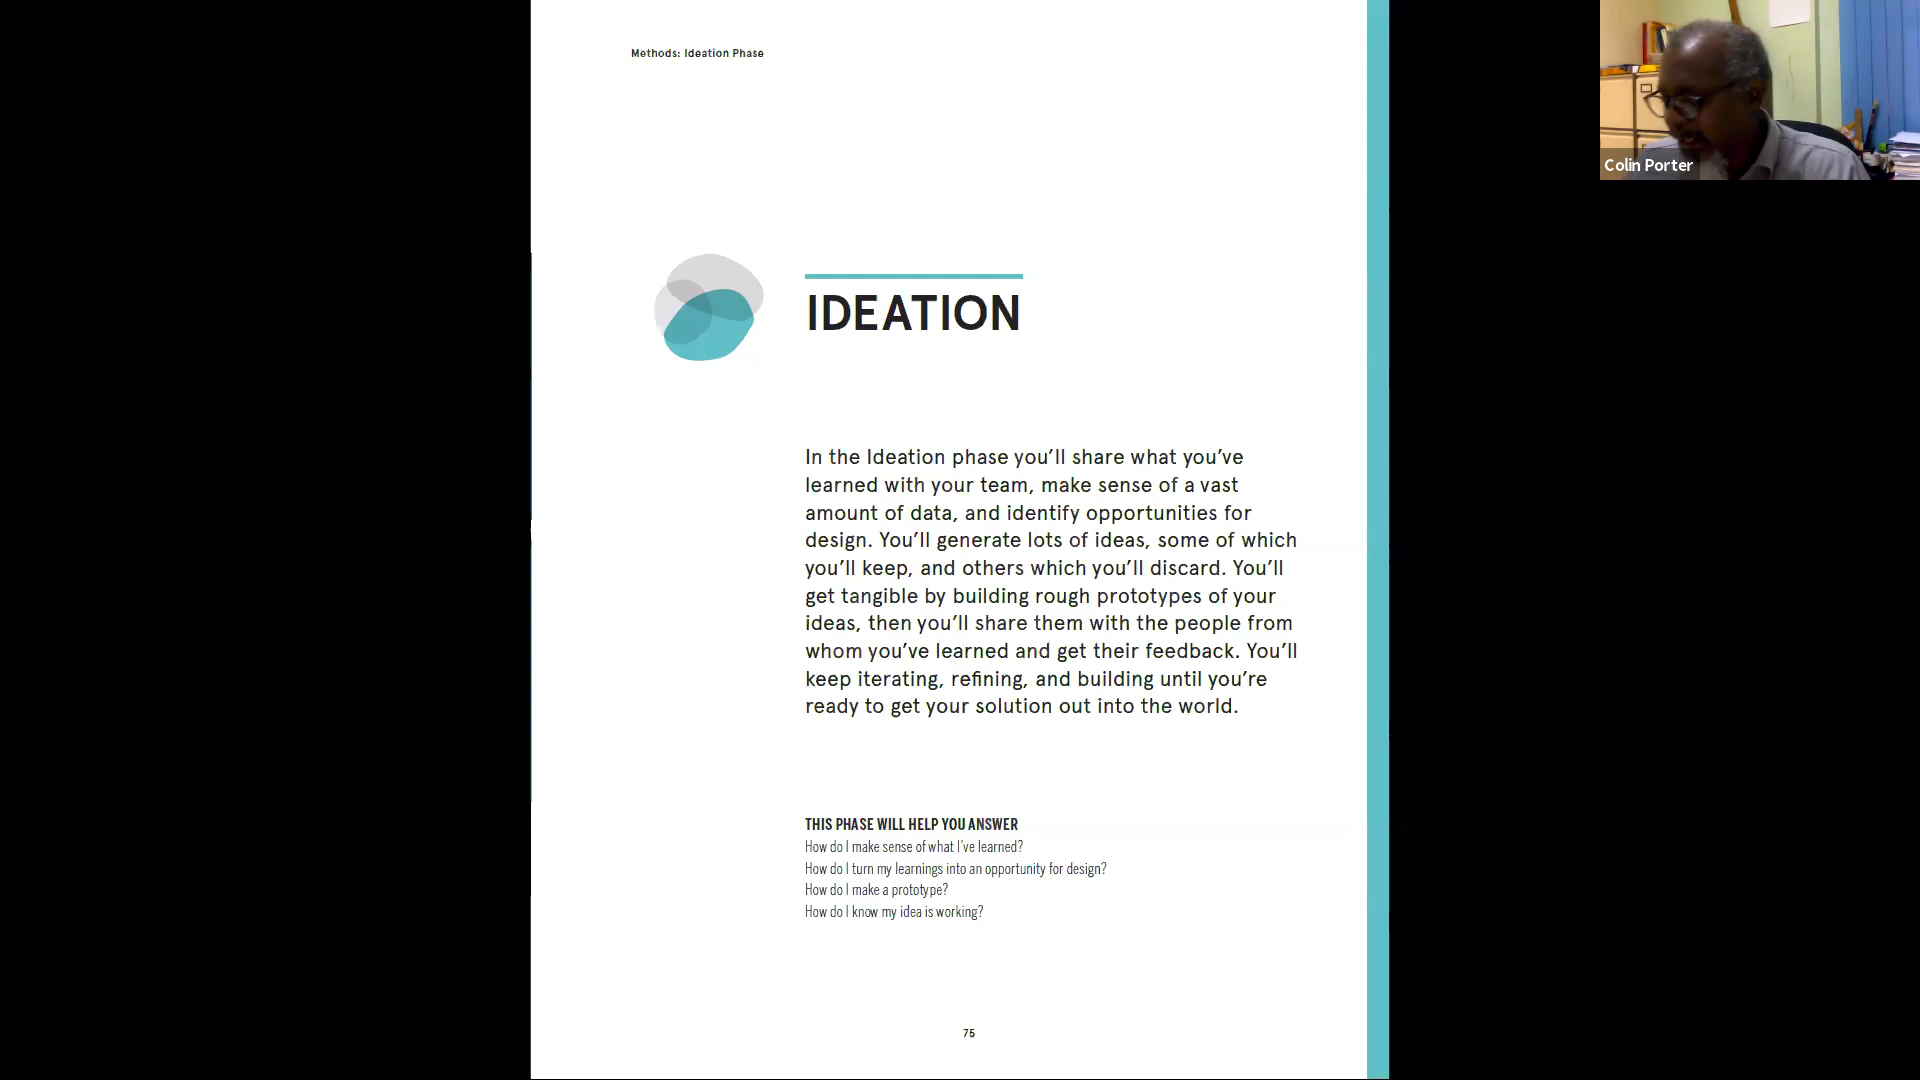 Methods: Ideation Phase
IDEATION
In the Ideation phase you’ll share what you’ve
learned with your team, make sense of a vast
amount of data, and identify opportunities for
design. You’ll generate lots of ideas, some of which
you’ll keep, and others which you’ll discard. You’ll
get tangible by building rough prototypes of your
ideas, then you’ll share them with the people from
whom you’ve learned and get their feedback. You’ll
keep iterating, refining, and building until you’re
ready to get your solution out into the world.
THIS PHASE WILL HELP YOU ANSWER
How do I make sense of what I’ve learned?
How do I turn my learnings into an opportunity for design?
How do I make a prototype?
How do I know my idea is working?
75
Colin Porter